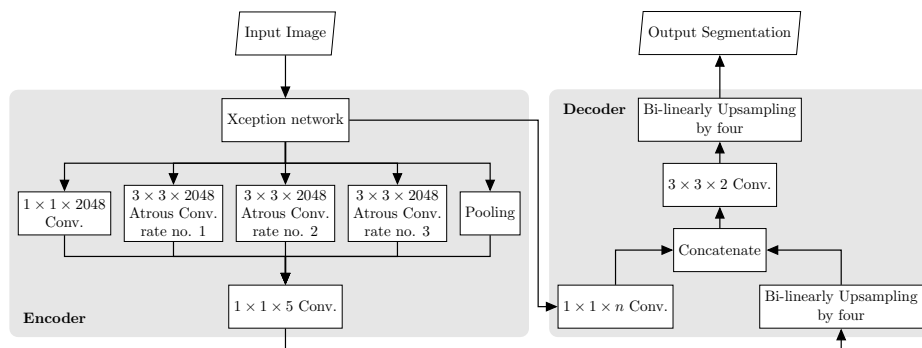 Input Image
Output Segmentation
Xception network
Decoder
Bi-linearly Upsampling
by four
3 × 3 × 2 Conv.
1 × 1 × 2048
Conv.
3 × 3 × 2048
Atrous Conv.
rate no. 1
3 × 3 × 2048
Atrous Conv.
rate no. 2
3 × 3 × 2048
Atrous Conv.
rate no. 3
Pooling
Concatenate
1 × 1 × 5 Conv.
Encoder
1 × 1 × n Conv.
Bi-linearly Upsampling
by four